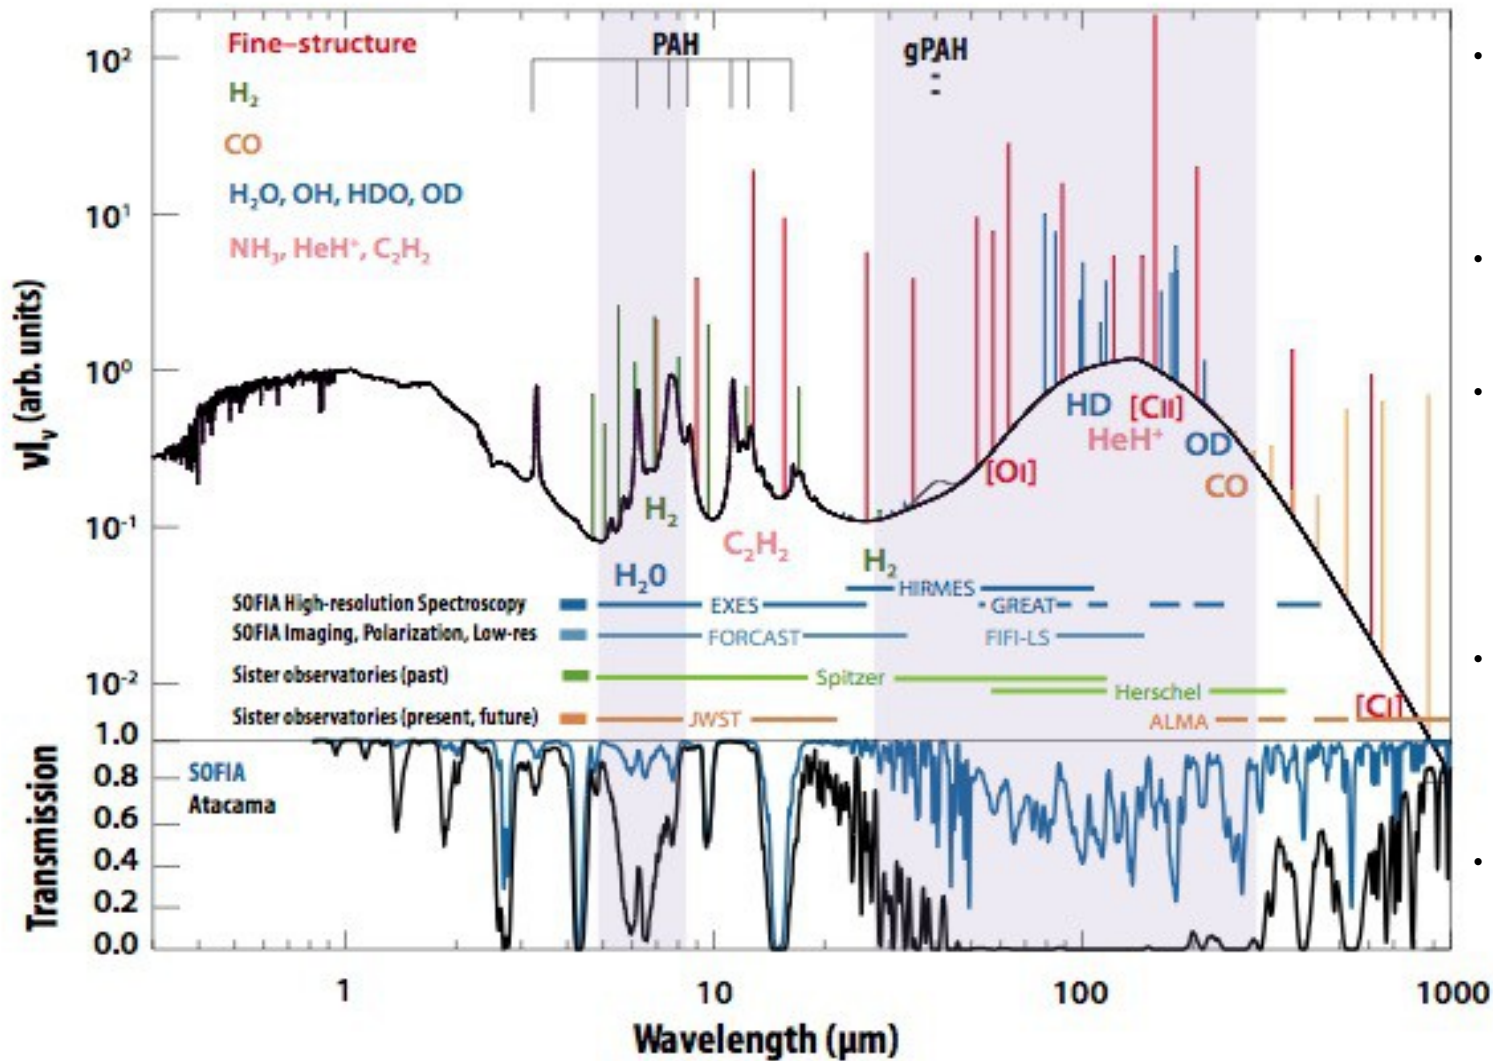 Fine–structure
H₂
CO
H₂O, OH, HDO, OD
NH₃, HeH⁺, C₂H₂
PAH
gPAH
10²
10¹
10⁰
10⁻¹
10⁻²
νIᵥ (arb. units)
HD
[CII]
HeH⁺
OD
[OI]
CO
H₂
C₂H₂
H₂
H₂0
HIRMES
SOFIA High-resolution Spectroscopy
EXES
GREAT
SOFIA Imaging, Polarization, Low-res
FORCAST
FIFI-LS
Sister observatories (past)
Spitzer
Herschel
Sister observatories (present, future)
JWST
ALMA
[CI]
1.0
0.8
0.6
0.4
0.2
0.0
Transmission
SOFIA
Atacama
1
10
100
1000
Wavelength (µm)
•
•
•
•
•